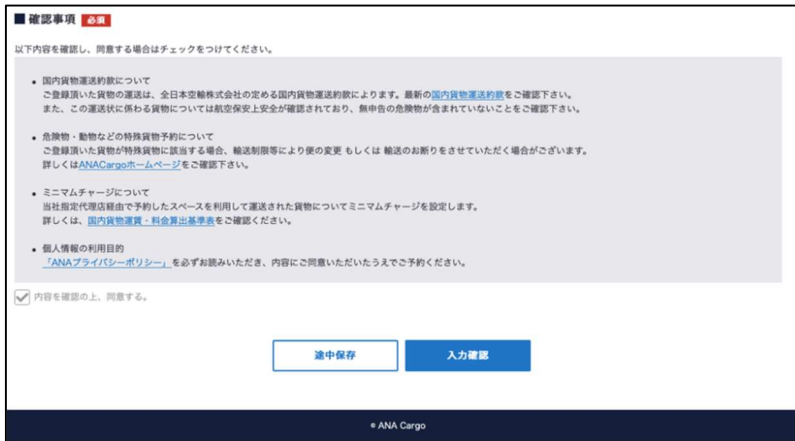 ■ 確認事項 必須
以下内容を確認し、同意する場合はチェックをつけてください。
• 国内貨物運送約款について
ご登録頂いた貨物の運送は、全日本空輸株式会社の定める国内貨物運送約款によります。最新の国内貨物運送約款をご確認下さい。
また、この運送状に係わる貨物については航空保安上安全が確認されており、無申告の危険物が含まれていないことをご確認下さい。
• 危険物・動物などの特殊貨物予約について
ご登録頂いた貨物が特殊貨物に該当する場合、輸送制限等により便の変更 もしくは 輸送のお断りをさせていただく場合がございます。
詳しくはANACargoホームページをご確認下さい。
• ミニマムチャージについて
当社指定代理店経由で予約したスペースを利用して運送された貨物についてミニマムチャージを設定します。
詳しくは、国内貨物運賃・料金算出基準表をご確認ください。
• 個人情報の利用目的
「ANAプライバシーポリシー」を必ずお読みいただき、内容にご同意いただいたうえでご予約ください。
内容を確認の上、同意する。
途中保存 入力確認
© ANA Cargo